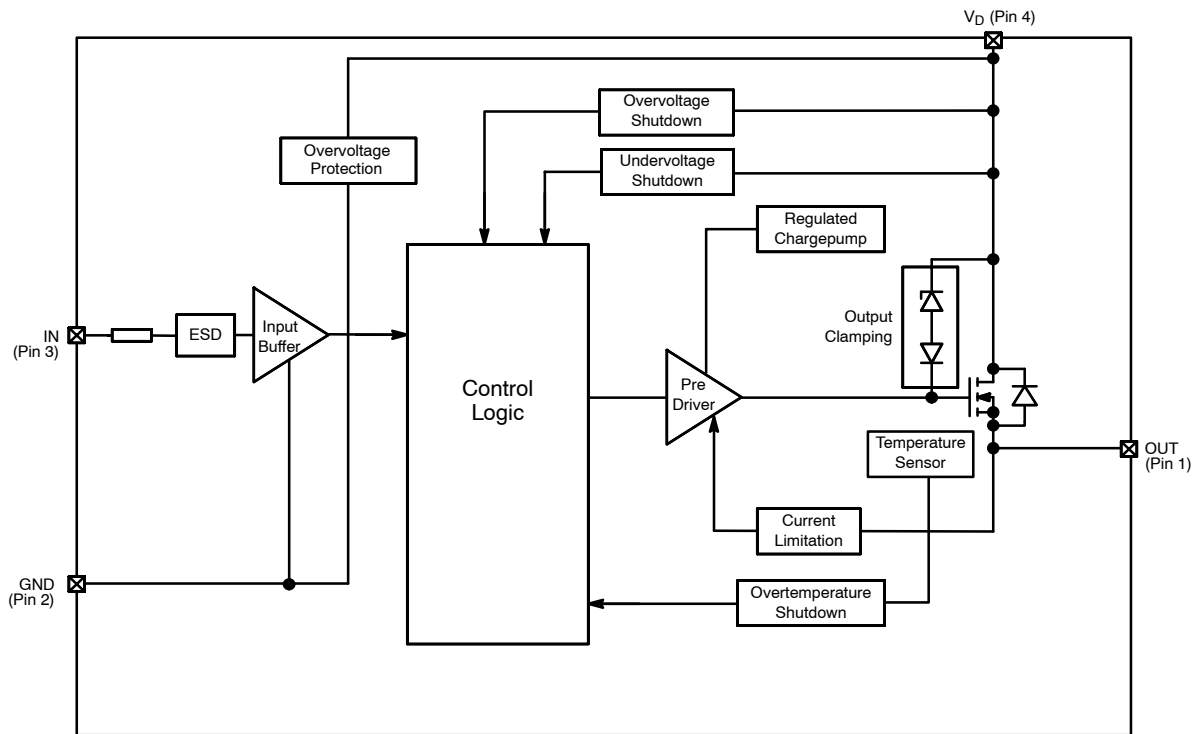 V_D (Pin 4)
Overvoltage
Shutdown
Overvoltage
Protection
Undervoltage
Shutdown
Regulated
Chargepump
Output
Clamping
IN
(Pin 3)
ESD
Input
Buffer
Control
Logic
Pre
Driver
Temperature
Sensor
OUT
(Pin 1)
Current
Limitation
GND
(Pin 2)
Overtemperature
Shutdown